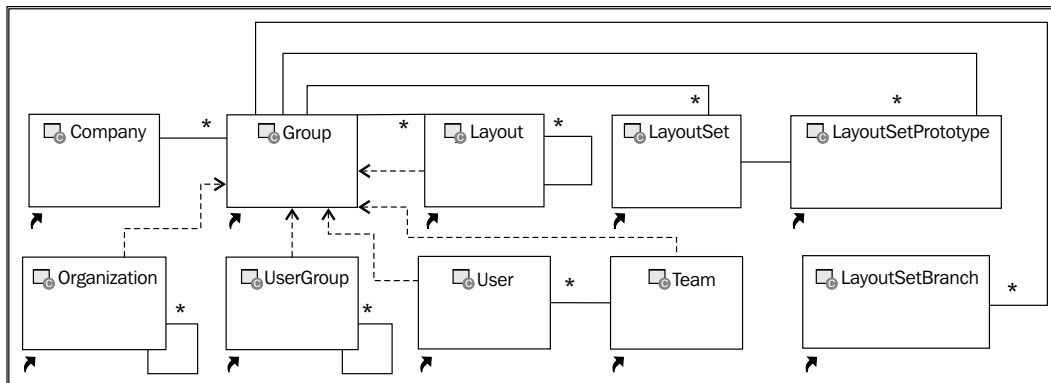 Company
*
Group
*
Layout
*
*
LayoutSet
*
LayoutSetPrototype
Organization
*
UserGroup
*
User
*
Team
LayoutSetBranch
*
C
C
C
C
C
C
C
C
C
C